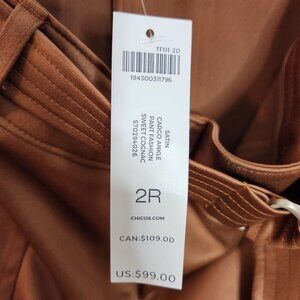 TF01-20
194300311796
SATIN
CARGO ANKLE
PANT FASHION
SWEET COGNAC
570294026
2R
CHICOS.COM
CAN:$109.00
US:$99.00